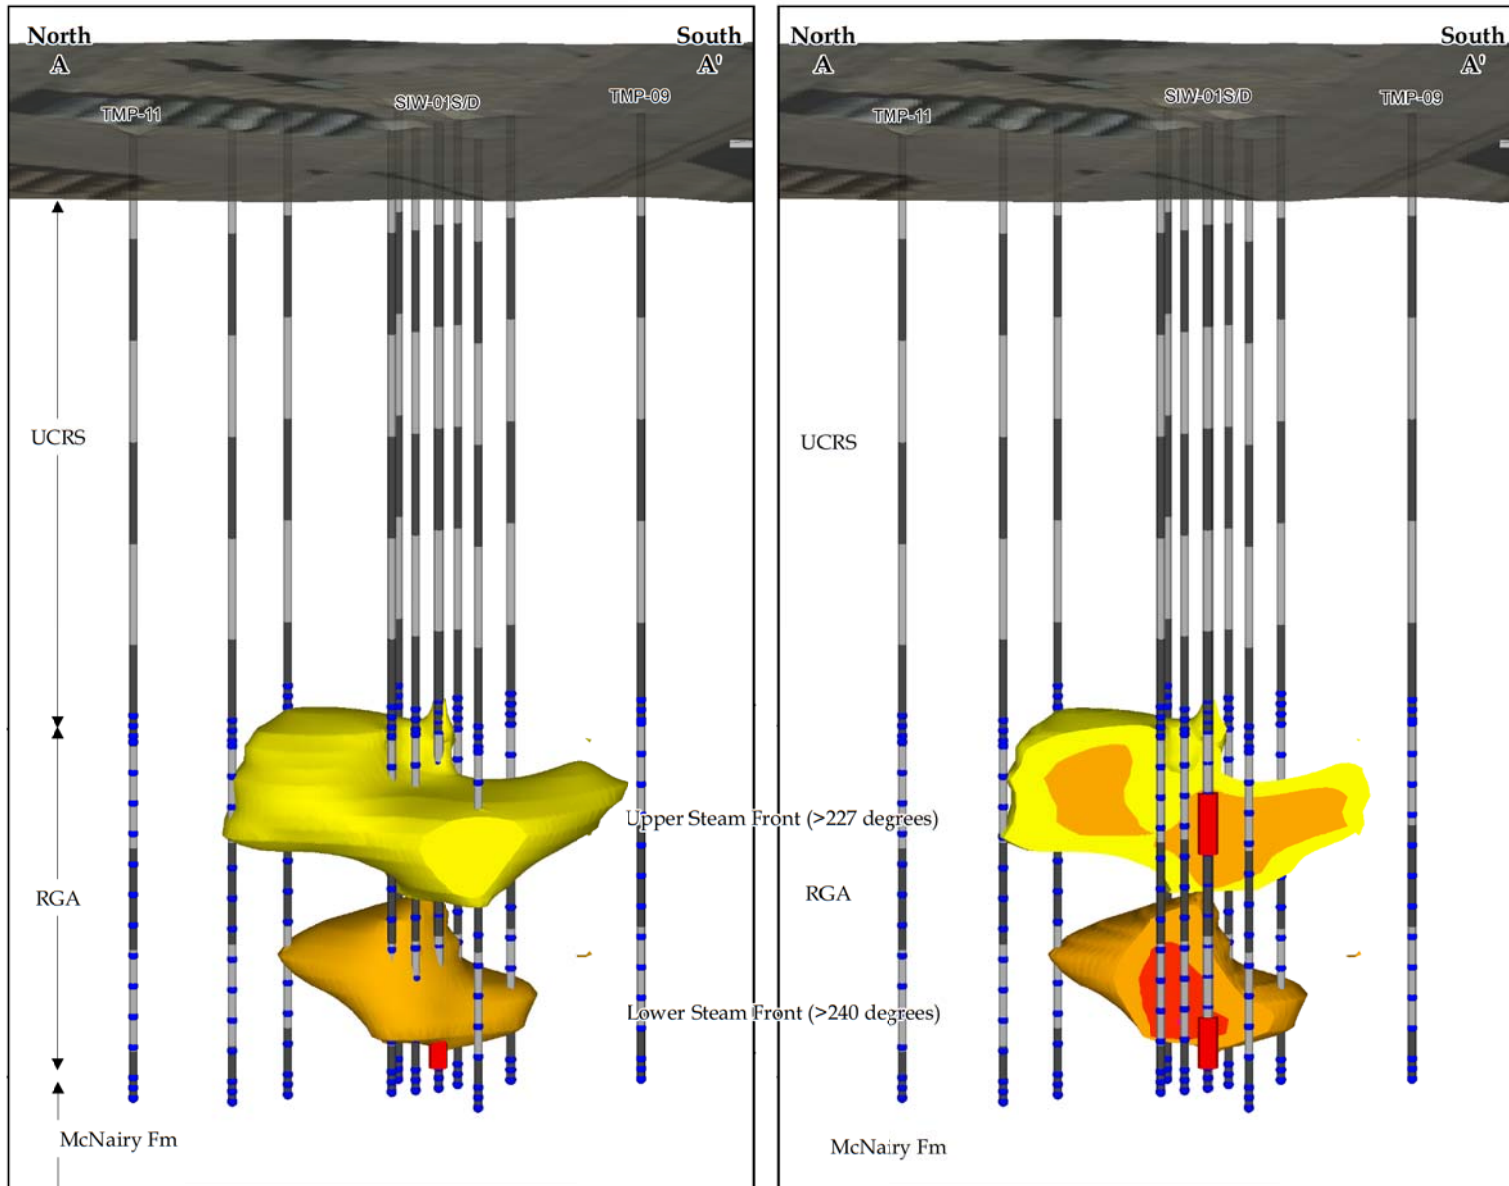 North
A
South
A'
TMP-11
SIW-01S/D
TMP-09
UCRS
RGA
McNairy Fm
North
A
South
A'
TMP-11
SIW-01S/D
TMP-09
UCRS
Upper Steam Front (>227 degrees)
RGA
Lower Steam Front (>240 degrees)
McNairy Fm